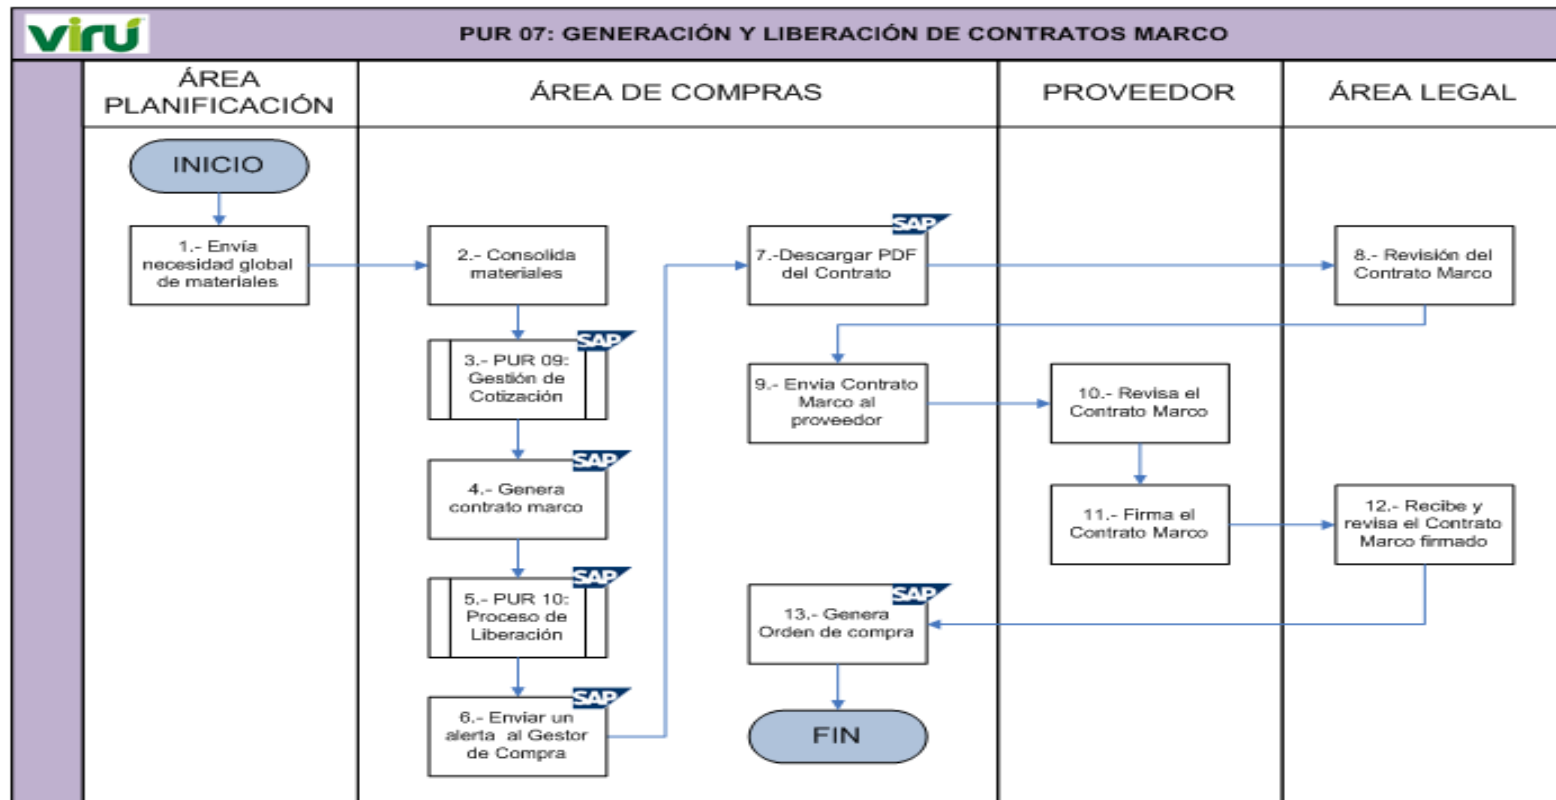 virú
PUR 07: GENERACIÓN Y LIBERACIÓN DE CONTRATOS MARCO
ÁREA
PLANIFICACIÓN
ÁREA DE COMPRAS
PROVEEDOR
ÁREA LEGAL
INICIO
1.- Envía
necesidad global
de materiales
2.- Consolida
materiales
SAP
3.- PUR 09:
Gestión de
Cotización
SAP
4.- Genera
contrato marco
SAP
5.- PUR 10:
Proceso de
Liberación
SAP
6.- Enviar un
alerta al Gestor
de Compra
SAP
7.-Descargar PDF
del Contrato
8.- Revisión del
Contrato Marco
9.- Envia Contrato
Marco al
proveedor
10.- Revisa el
Contrato Marco
11.- Firma el
Contrato Marco
12.- Recibe y
revisa el Contrato
Marco firmado
SAP
13.- Genera
Orden de compra
FIN